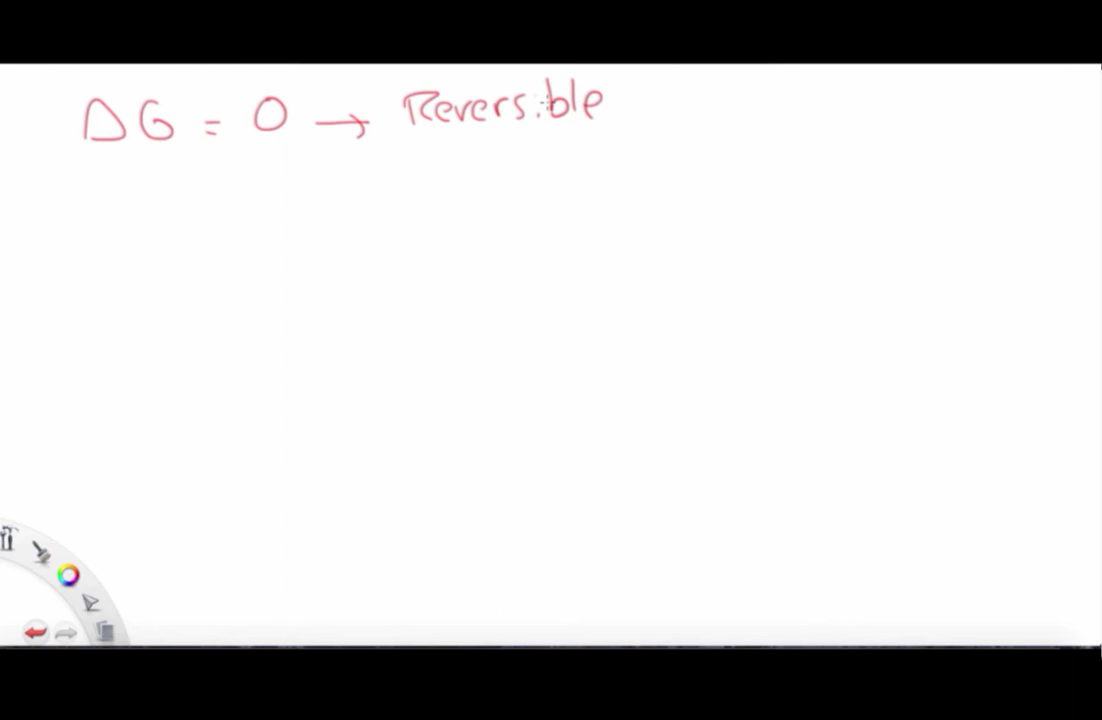 ΔG = 0 → Reversible